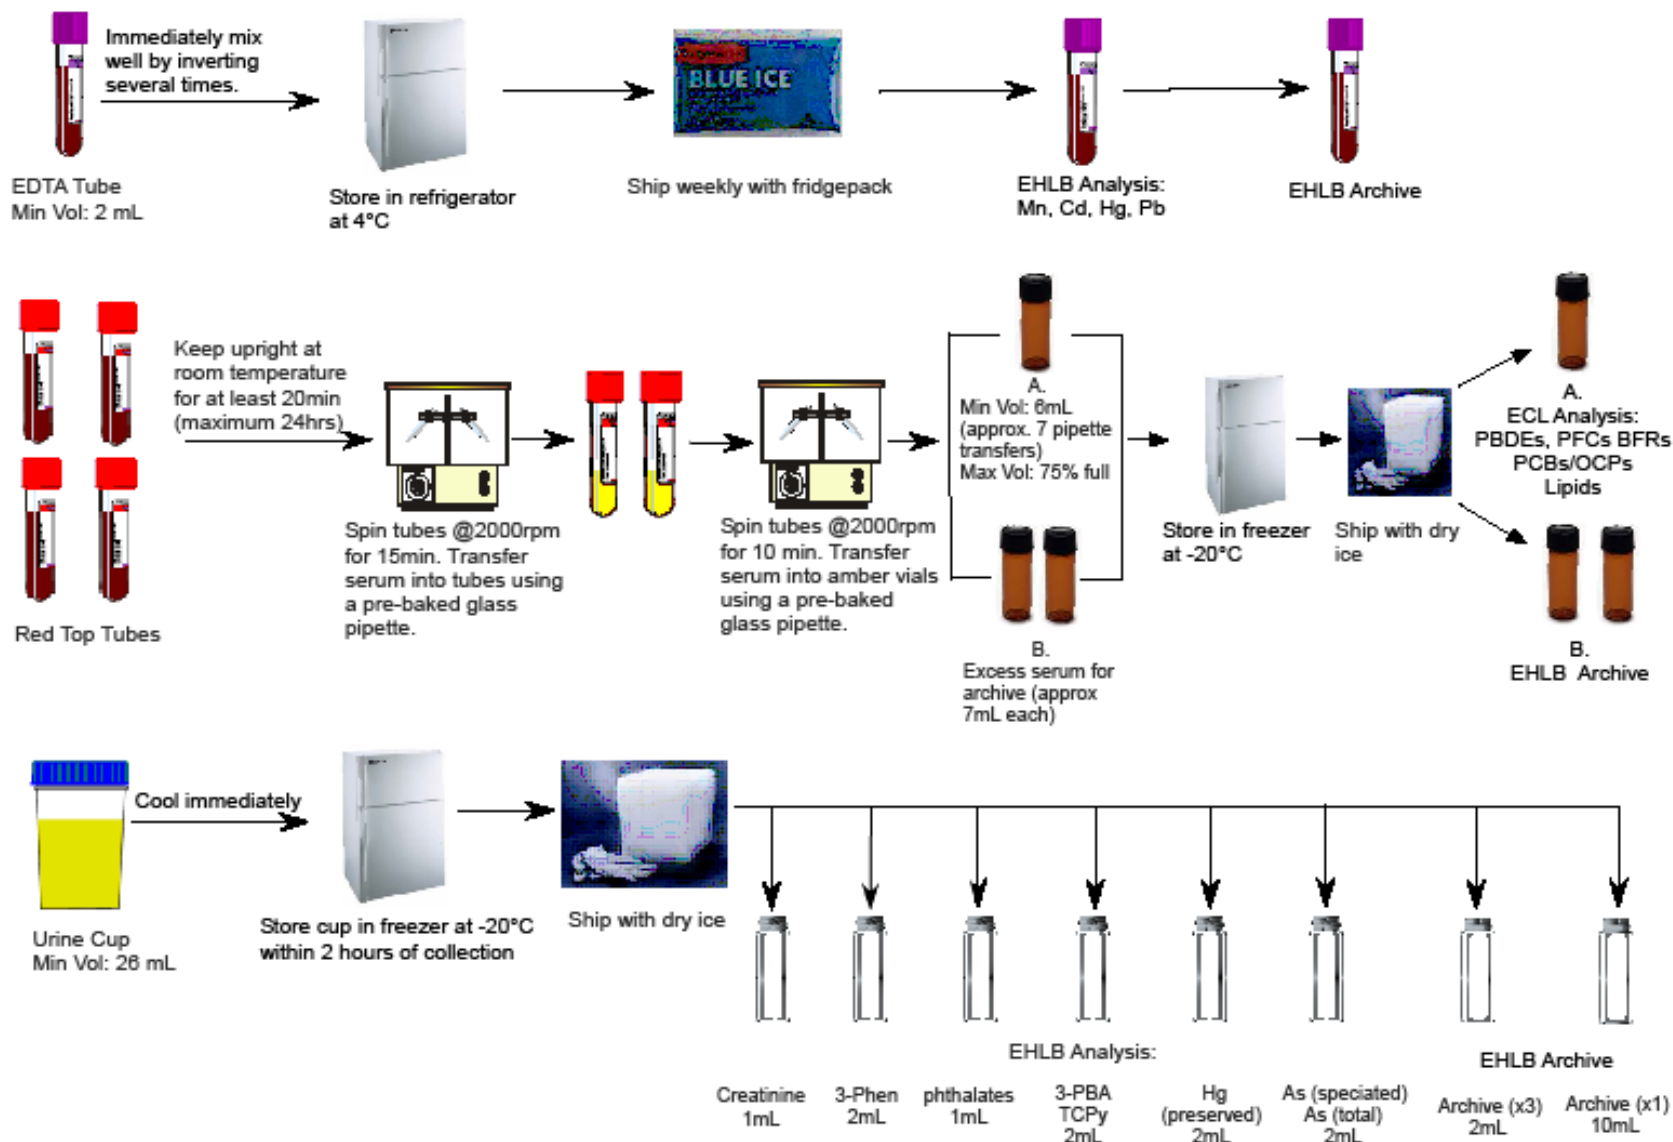 Immediately mix
well by inverting
several times.
BLUE ICE
EDTA Tube
Min Vol: 2 mL
Store in refrigerator
at 4°C
Ship weekly with fridgepack
EHLB Analysis:
Mn, Cd, Hg, Pb
EHLB Archive
Keep upright at
room temperature
for at least 20min
(maximum 24hrs)
Red Top Tubes
Spin tubes @2000rpm
for 15min. Transfer
serum into tubes using
a pre-baked glass
pipette.
Spin tubes @2000rpm
for 10 min. Transfer
serum into amber vials
using a pre-baked
glass pipette.
A.
Min Vol: 6mL
(approx. 7 pipette
transfers)
Max Vol: 75% full
B.
Excess serum for
archive (approx
7mL each)
Store in freezer
at -20°C
Ship with dry
ice
A.
ECL Analysis:
PBDEs, PFCs BFRs
PCBs/OCPs
Lipids
B.
EHLB Archive
Cool immediately
Urine Cup
Min Vol: 26 mL
Store cup in freezer at -20°C
within 2 hours of collection
Ship with dry ice
EHLB Analysis:
EHLB Archive
Creatinine
1mL
3-Phen
2mL
phthalates
1mL
3-PBA
TCPy
2mL
Hg
(preserved)
2mL
As (speciated)
As (total)
2mL
Archive (x3)
2mL
Archive (x1)
10mL